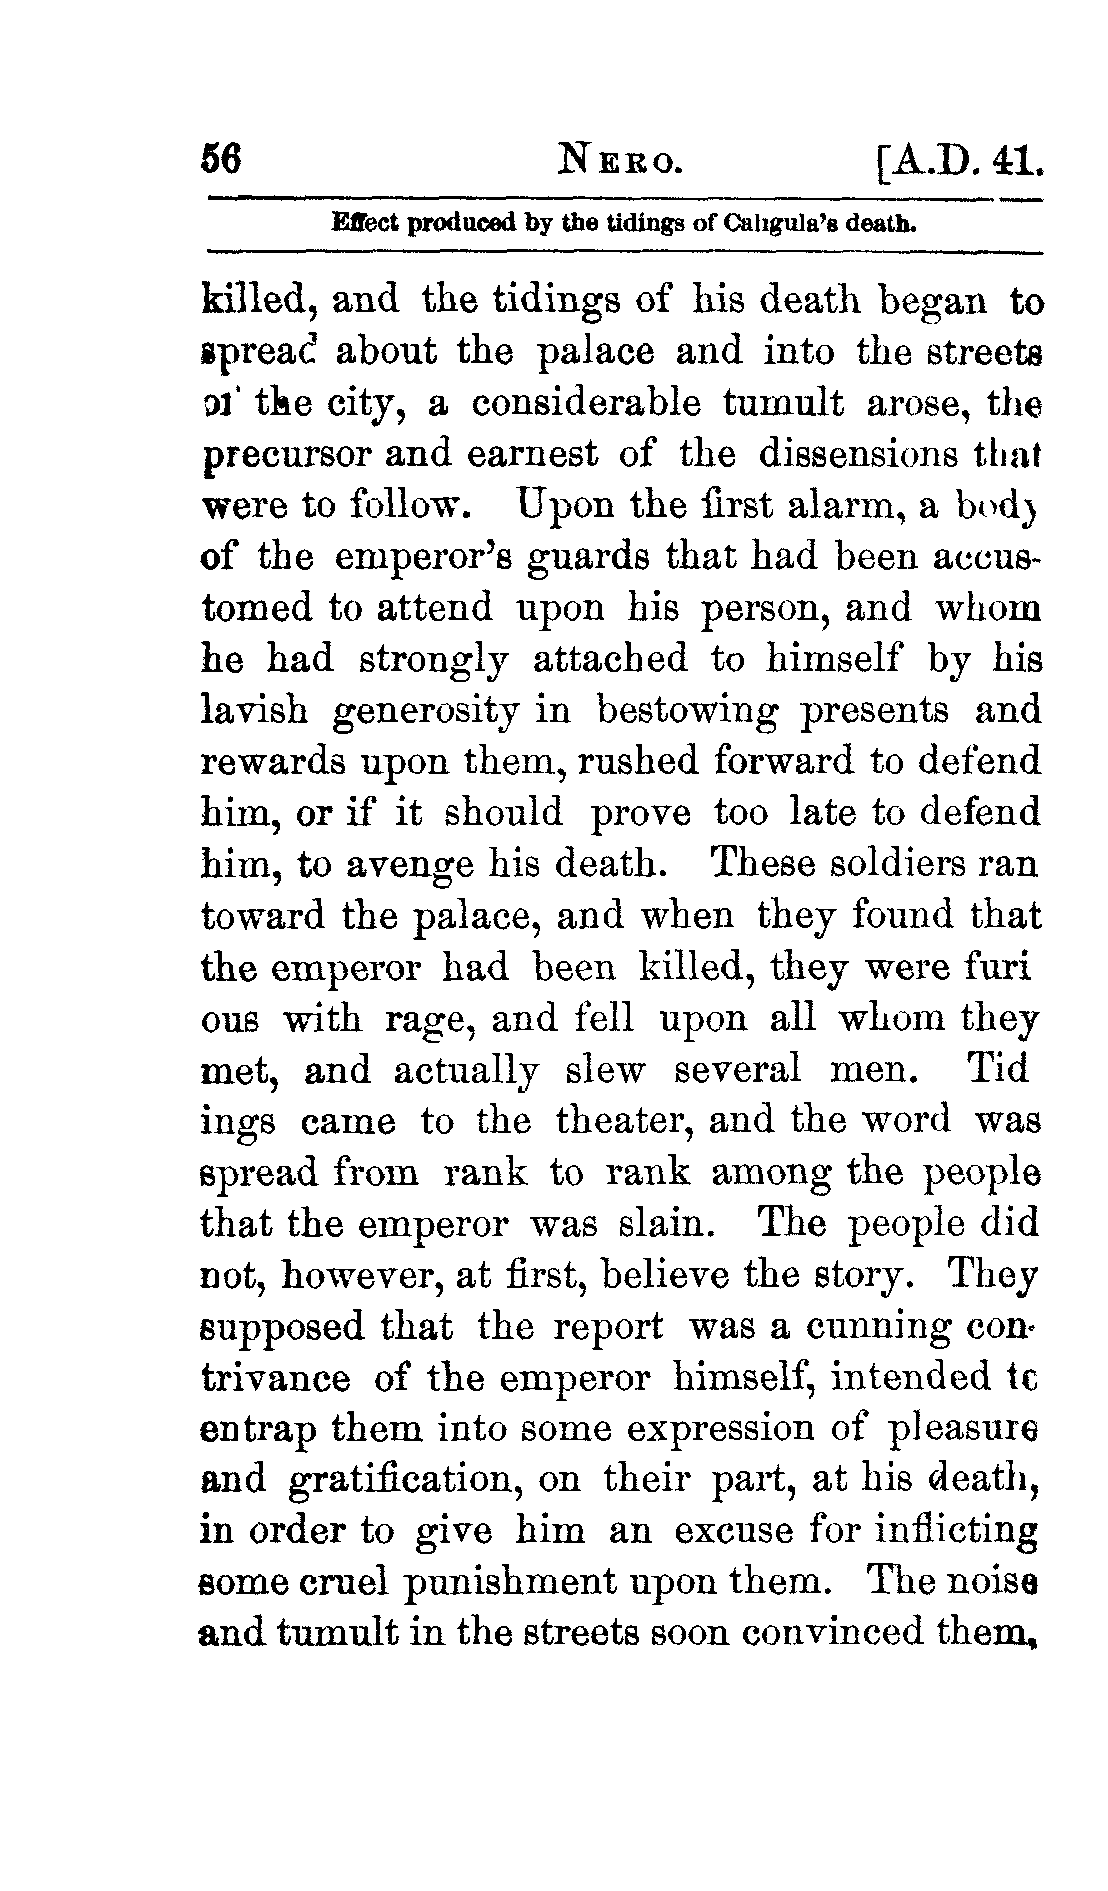 56 NERO. [A.D. 41.
Effect produced by the tidings of Caligula's death.
killed, and the tidings of his death began to
spread about the palace and into the streets
of the city, a considerable tumult arose, the
precursor and earnest of the dissensions that
were to follow. Upon the first alarm, a body
of the emperor's guards that had been accus-
tomed to attend upon his person, and whom
he had strongly attached to himself by his
lavish generosity in bestowing presents and
rewards upon them, rushed forward to defend
him, or if it should prove too late to defend
him, to avenge his death. These soldiers ran
toward the palace, and when they found that
the emperor had been killed, they were furi
ous with rage, and fell upon all whom they
met, and actually slew several men. Tid
ings came to the theater, and the word was
spread from rank to rank among the people
that the emperor was slain. The people did
not, however, at first, believe the story. They
supposed that the report was a cunning con-
trivance of the emperor himself, intended to
entrap them into some expression of pleasure
and gratification, on their part, at his death,
in order to give him an excuse for inflicting
some cruel punishment upon them. The noise
and tumult in the streets soon convinced them,